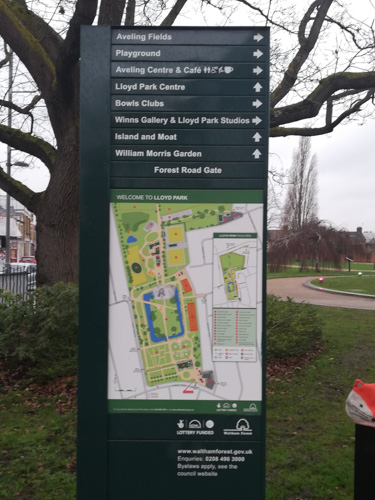 Aveling Fields
Playground
Aveling Centre & Café
Lloyd Park Centre
Bowls Clubs
Winns Gallery & Lloyd Park Studios
Island and Moat
William Morris Garden
Forest Road Gate
WELCOME TO LLOYD PARK
LOTTERY FUNDED
Waltham Forest
www.walthamforest.gov.uk
Enquiries: 0208 496 3000
Byelaws apply, see the
council website